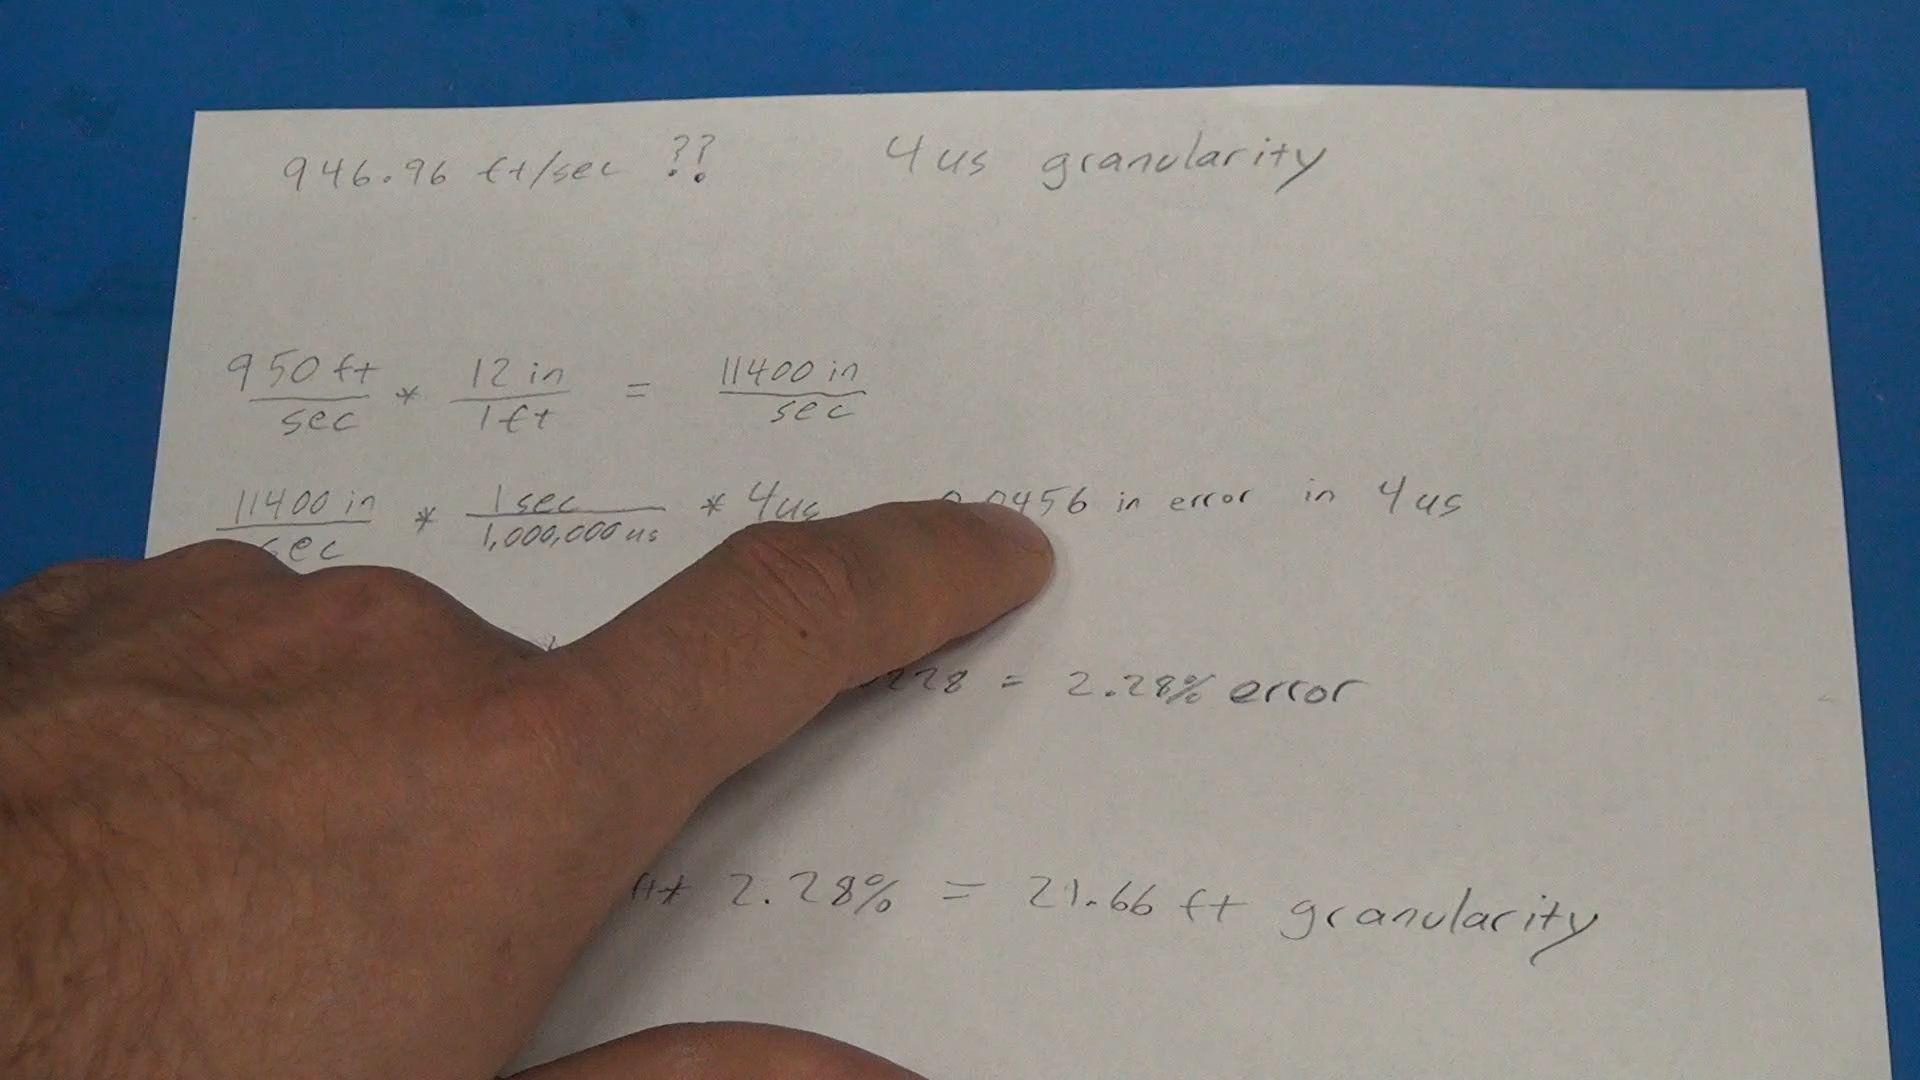 946.96 ft/sec ??
4us granularity
950 ft/sec * 12 in/1 ft = 11400 in/sec
11400 in/sec * 1 sec/1,000,000 us * 4us 0.0456 in error in 4us
228 = 2.28% error
ft * 2.28% = 21.66 ft granularity